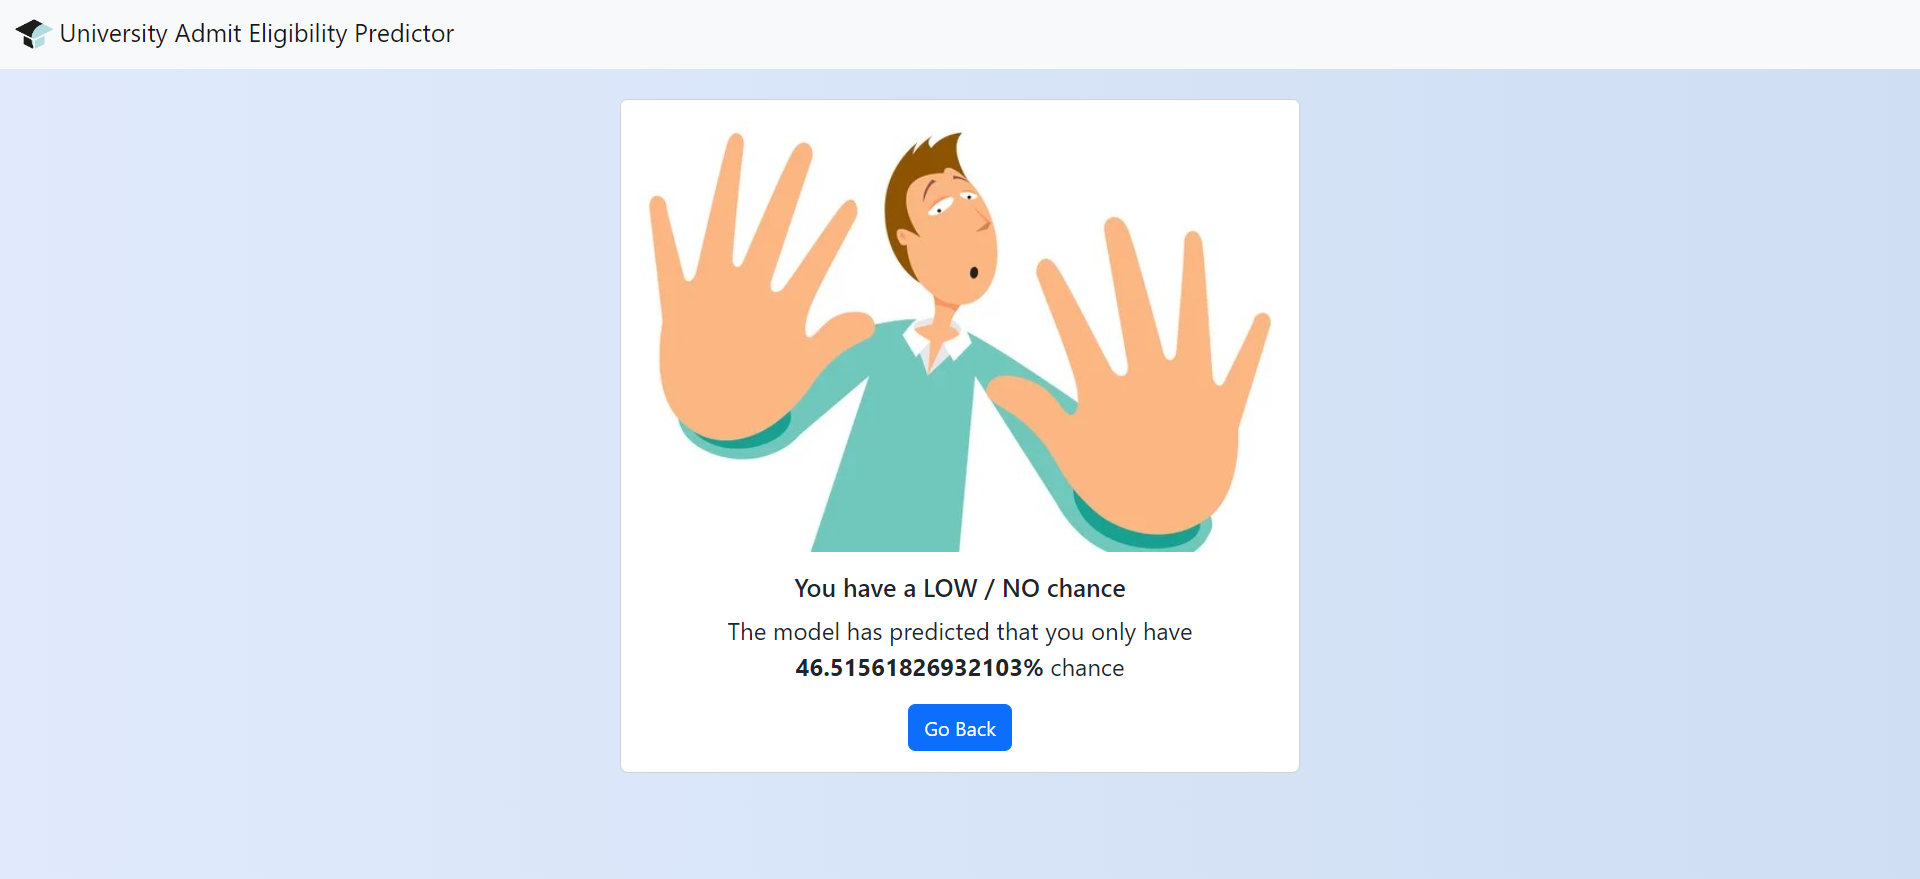 University Admit Eligibility Predictor
You have a LOW / NO chance
The model has predicted that you only have
46.51561826932103% chance
Go Back